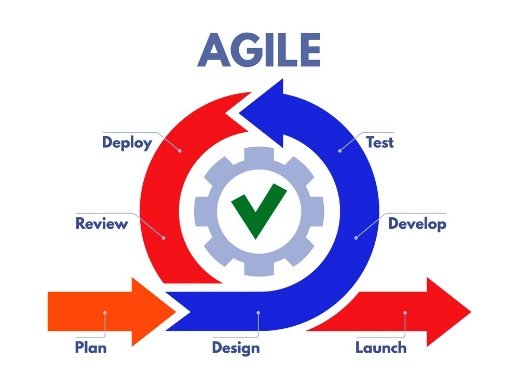 AGILE
Deploy
Test
Review
Develop
Plan
Design
Launch